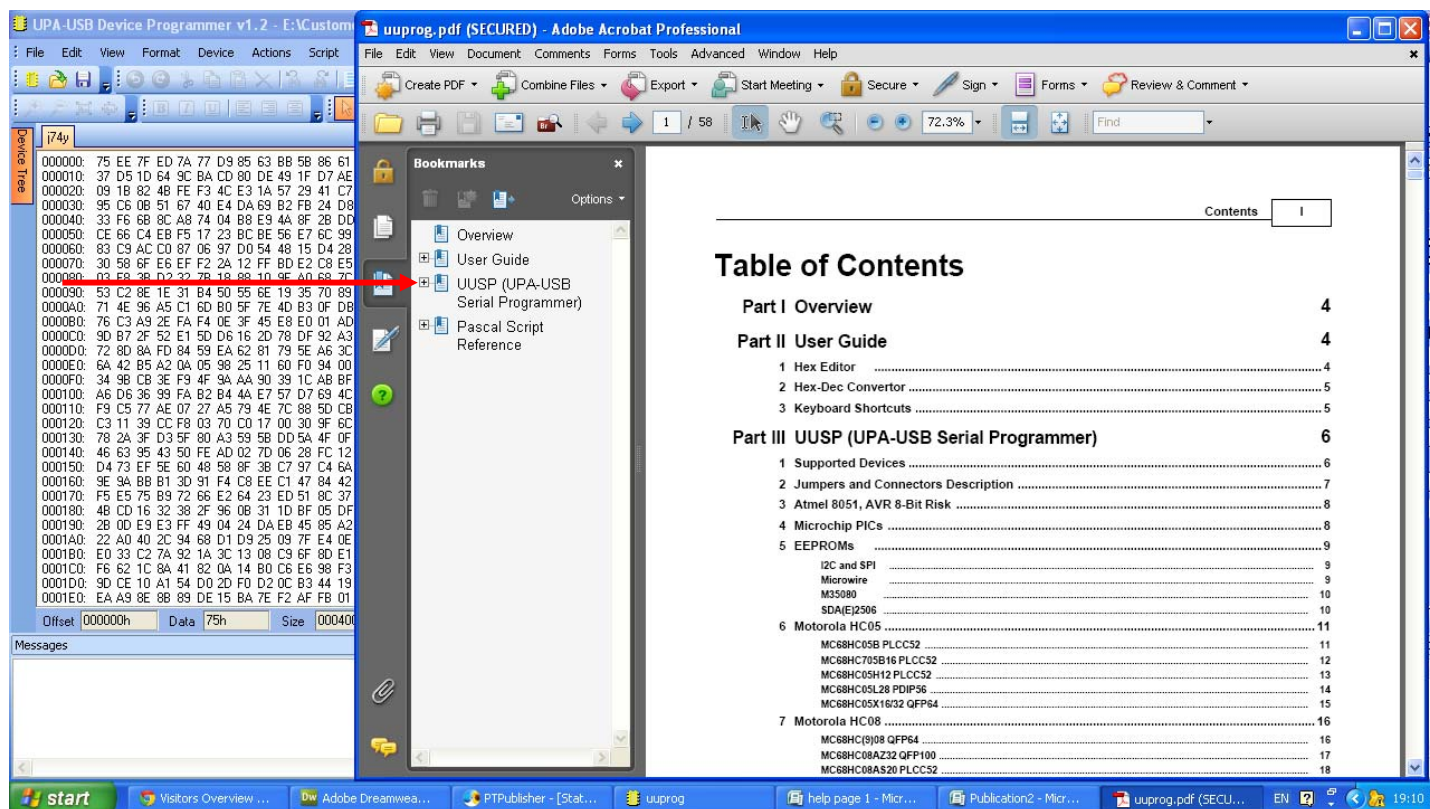 UPA-USB Device Programmer v1.2 - E:\Custom
File Edit View Format Device Actions Script
Device Tree
j74y
000000: 75 EE 7F ED 7A 77 D9 85 63 BB 5B 86 61
000010: 37 D5 1D 64 9C BA CD 80 DE 49 1F D7 AE
000020: 09 1B 82 4B FE F3 4C E3 1A 57 29 41 C7
000030: 95 C6 0B 51 67 40 E4 DA 69 B2 FB 24 D8
000040: 33 F6 6B 8C A8 74 04 B8 E9 4A 8F 2B DD
000050: CE 66 C4 EB F5 17 23 BC BE 56 E7 6C 99
000060: 83 C9 AC C0 87 06 97 D0 54 48 15 D4 28
000070: 30 58 6F E6 EF F2 2A 12 FF BD E2 C8 E5
000080: 03 E8 3B D2 32 7B 18 88 10 9F A0 68 7C
000090: 53 C2 8E 1E 31 B4 50 55 6E 19 35 70 89
0000A0: 71 4E 96 A5 C1 6D B0 5F 7E 4D B3 0F DB
0000B0: 76 C3 A9 2E FA F4 0E 3F 45 E8 E0 01 AD
0000C0: 9D B7 2F 52 E1 5D D6 16 2D 78 DF 92 A3
0000D0: 72 8D 8A FD 84 59 EA 62 81 79 5E A6 3C
0000E0: 6A 42 B5 A2 0A 05 98 25 11 60 F0 94 00
0000F0: 34 9B CB 3E F9 4F 9A AA 90 39 1C AB BF
000100: A6 D6 36 99 FA B2 B4 4A E7 57 D7 69 4C
000110: F9 C5 77 AE 07 27 A5 79 4E 7C 88 5D CB
000120: C3 11 39 CC F8 03 70 C0 17 00 30 9F 6C
000130: 78 2A 3F D3 5F 80 A3 59 5B DD 5A 4F 0F
000140: 46 63 95 43 50 FE AD 02 7D 06 28 FC 12
000150: D4 73 EF 5E 60 48 58 8F 3B C7 97 C4 6A
000160: 9E 9A BB B1 3D 91 F4 C8 EE C1 47 84 42
000170: F5 E5 75 B9 72 66 E2 64 23 ED 51 8C 37
000180: 4B CD 16 32 38 2F 96 0B 31 1D BF 05 DF
000190: 2B 0D E9 E3 FF 49 04 24 DA EB 45 85 A2
0001A0: 22 A0 40 2C 94 68 D1 D9 25 09 7F E4 0E
0001B0: E0 33 C2 7A 92 1A 3C 13 08 C9 6F 8D E1
0001C0: F6 62 1C 8A 41 82 0A 14 B0 C6 E6 98 F3
0001D0: 9D CE 10 A1 54 D0 2D F0 D2 0C B3 44 19
0001E0: EA A9 8E 8B 89 DE 15 BA 7E F2 AF FB 01
Offset 000000h Data 75h Size 000400
Messages
uuprog.pdf (SECURED) - Adobe Acrobat Professional
File Edit View Document Comments Forms Tools Advanced Window Help
Create PDF Combine Files Export Start Meeting Secure Sign Forms Review & Comment
1 / 58 72.3% Find
Bookmarks
Options
Overview
User Guide
UUSP (UPA-USB
Serial Programmer)
Pascal Script
Reference
Contents I
Table of Contents
Part I Overview 4
Part II User Guide 4
1 Hex Editor 4
2 Hex-Dec Convertor 5
3 Keyboard Shortcuts 5
Part III UUSP (UPA-USB Serial Programmer) 6
1 Supported Devices 6
2 Jumpers and Connectors Description 7
3 Atmel 8051, AVR 8-Bit Risk 8
4 Microchip PICs 8
5 EEPROMs 9
I2C and SPI 9
Microwire 9
M35080 10
SDA(E)2506 10
6 Motorola HC05 11
MC68HC05B PLCC52 11
MC68HC705B16 PLCC52 12
MC68HC05H12 PLCC52 13
MC68HC05L28 PDIP56 14
MC68HC05X16/32 QFP64 15
7 Motorola HC08 16
MC68HC(9)08 QFP64 16
MC68HC08AZ32 QFP100 17
MC68HC08AS20 PLCC52 18
start Visitors Overview ... Adobe Dreamwea... PTPublisher - [Stat... uuprog help page 1 - Micr... Publication2 - Micr... uuprog.pdf (SECU... EN 19:10